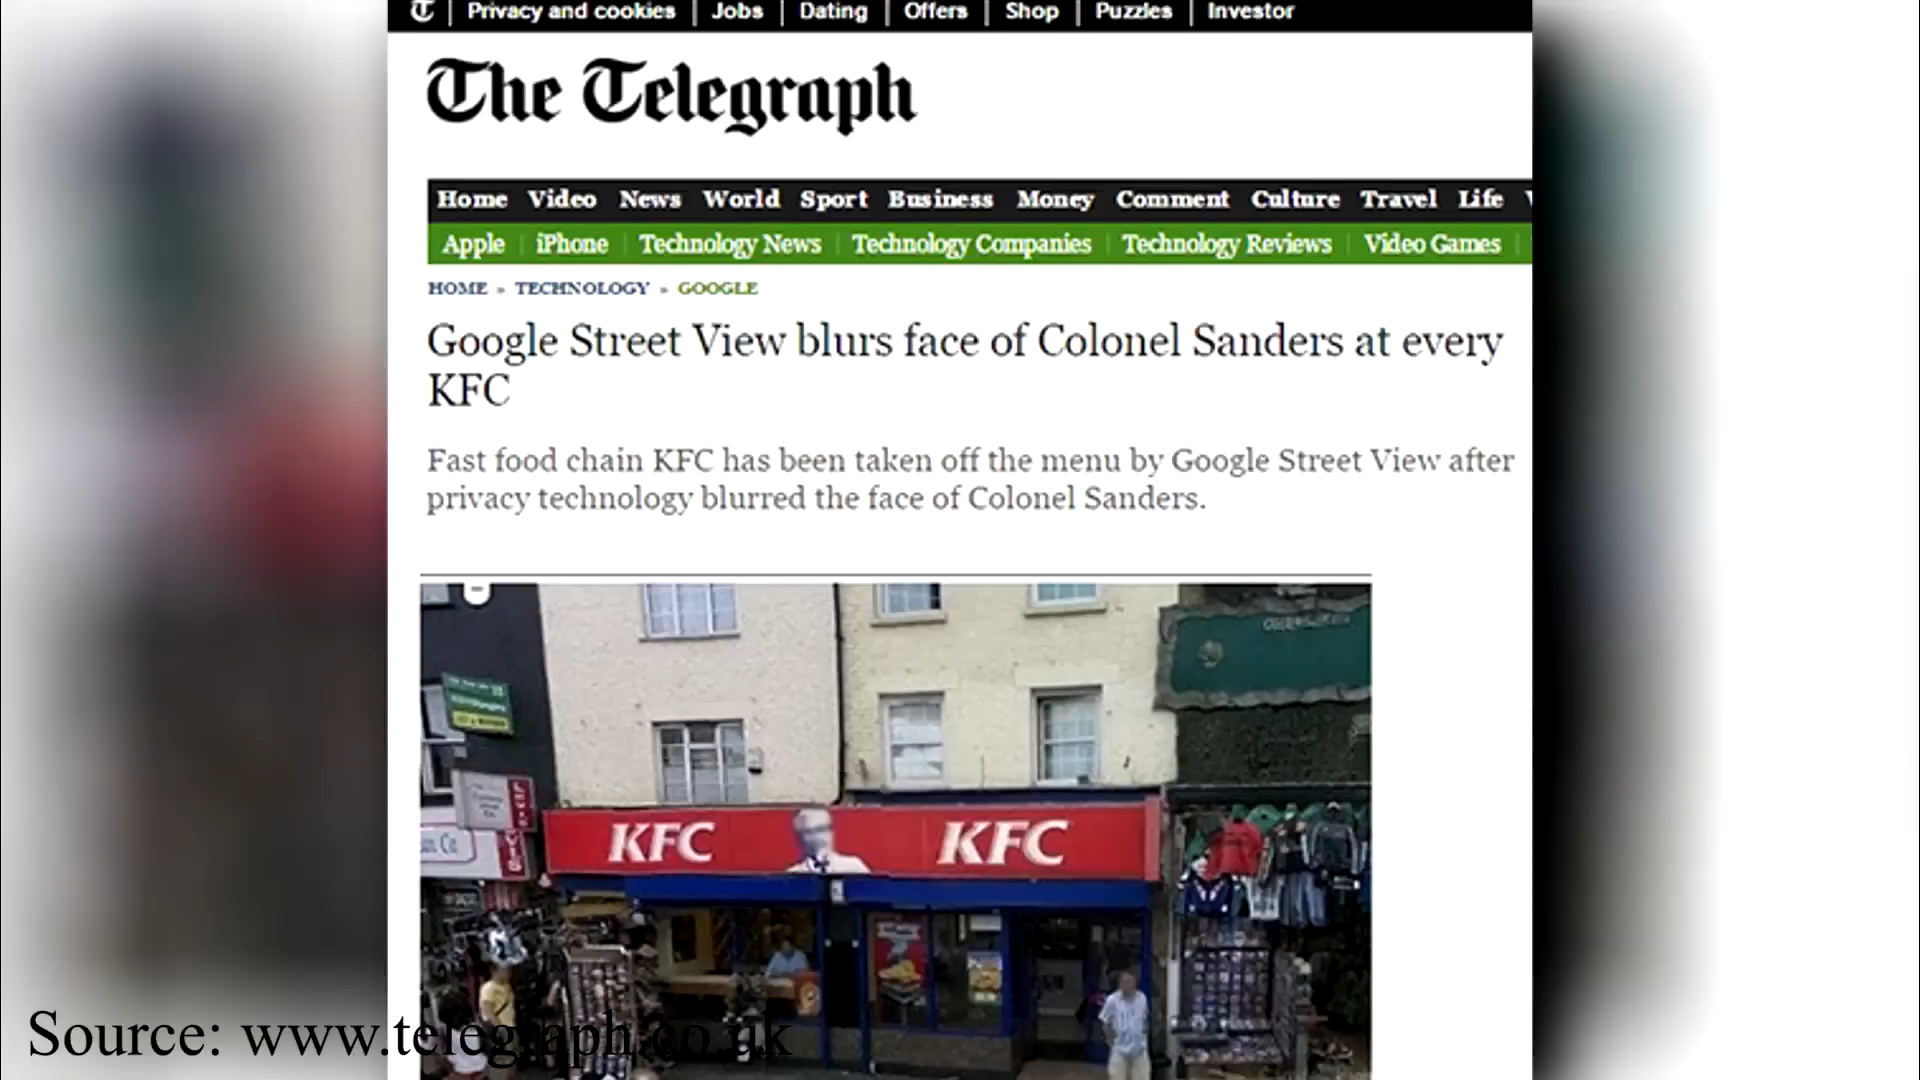 Privacy and cookies | Jobs | Dating | Offers | Shop | Puzzles | Investor
The Telegraph
Home Video News World Sport Business Money Comment Culture Travel Life
Apple iPhone Technology News Technology Companies Technology Reviews Video Games
HOME » TECHNOLOGY » GOOGLE
Google Street View blurs face of Colonel Sanders at every
KFC
Fast food chain KFC has been taken off the menu by Google Street View after
privacy technology blurred the face of Colonel Sanders.
KFC KFC
Source: www.telegraph.co.uk